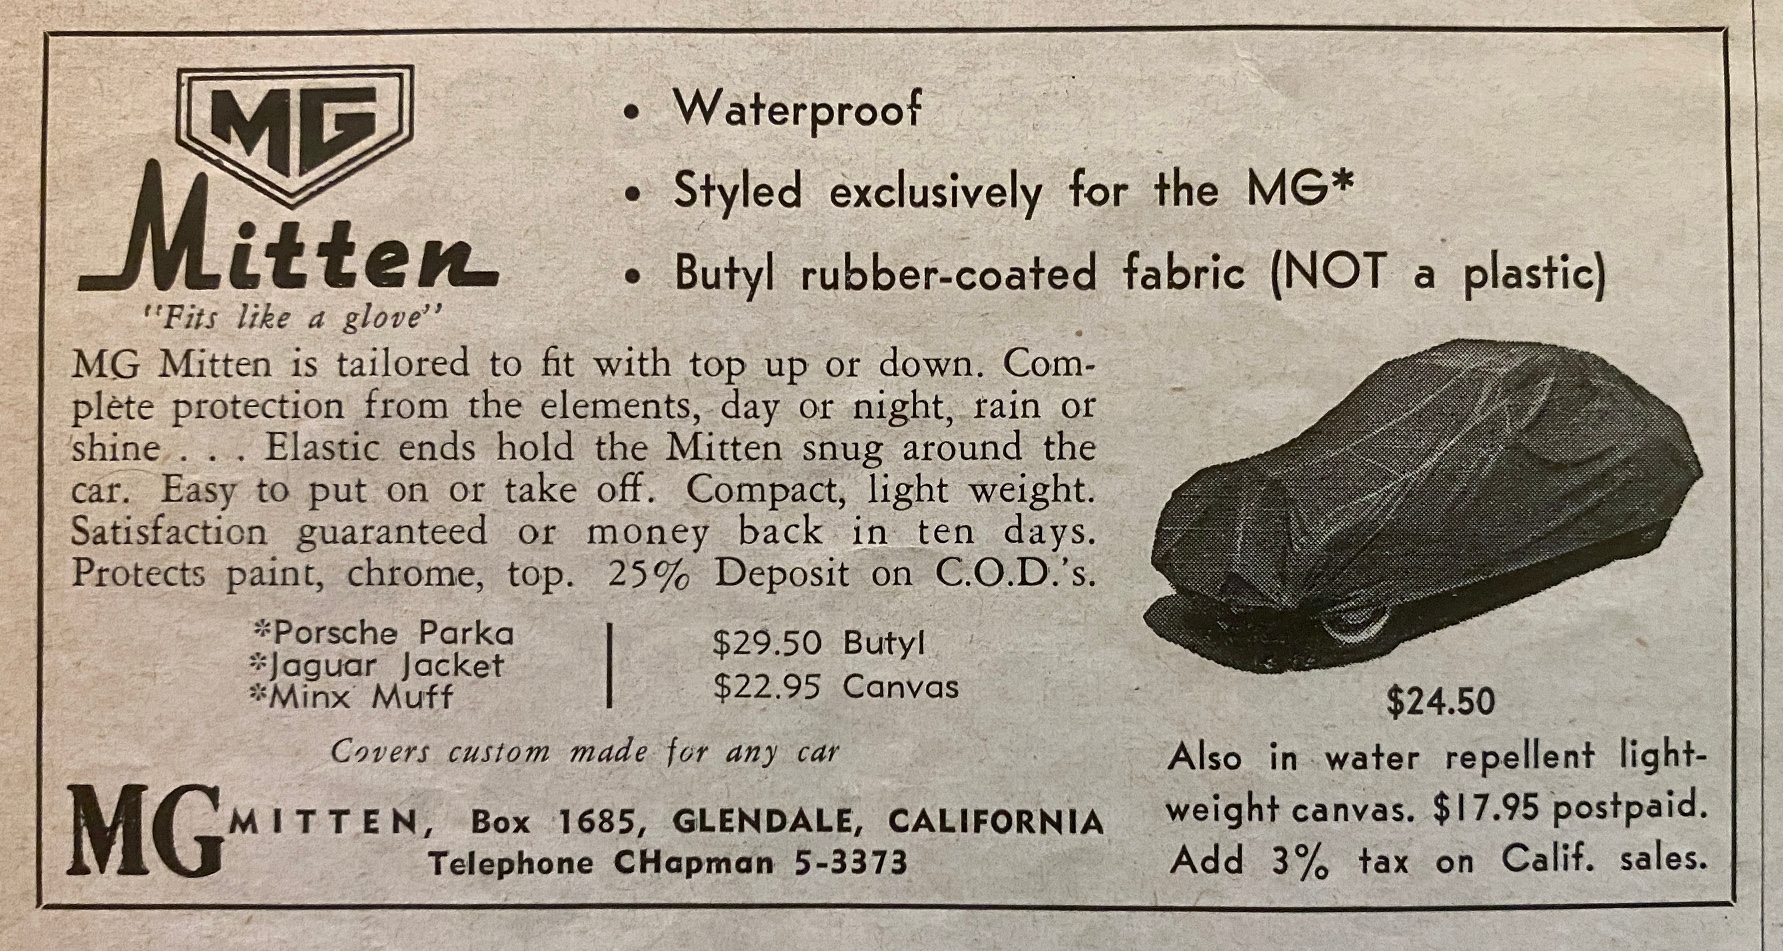 MG
Mitten
"Fits like a glove"
• Waterproof
• Styled exclusively for the MG*
• Butyl rubber-coated fabric (NOT a plastic)
MG Mitten is tailored to fit with top up or down. Com-
plete protection from the elements, day or night, rain or
shine . . . Elastic ends hold the Mitten snug around the
car. Easy to put on or take off. Compact, light weight.
Satisfaction guaranteed or money back in ten days.
Protects paint, chrome, top. 25% Deposit on C.O.D.'s.
*Porsche Parka
*Jaguar Jacket
*Minx Muff
$29.50 Butyl
$22.95 Canvas
Covers custom made for any car
MG MITTEN, Box 1685, GLENDALE, CALIFORNIA
Telephone CHapman 5-3373
$24.50
Also in water repellent light-
weight canvas. $17.95 postpaid.
Add 3% tax on Calif. sales.